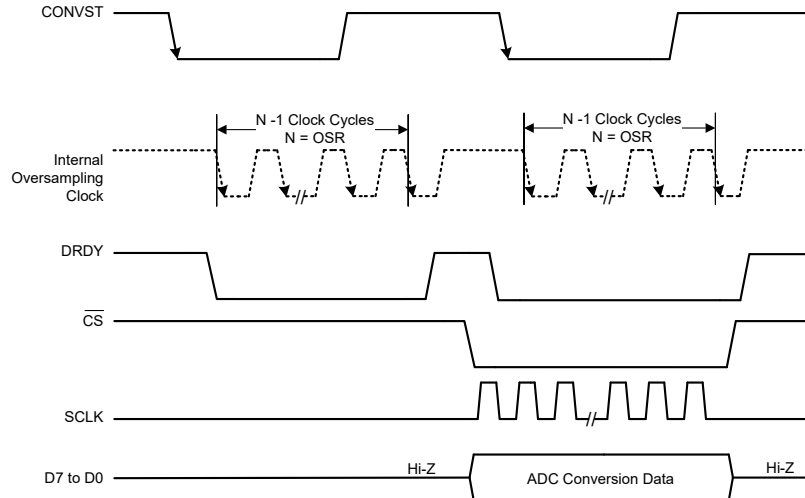 CONVST
N -1 Clock Cycles
N = OSR
N -1 Clock Cycles
N = OSR
Internal
Oversampling
Clock
DRDY
CS
SCLK
D7 to D0
Hi-Z
ADC Conversion Data
Hi-Z